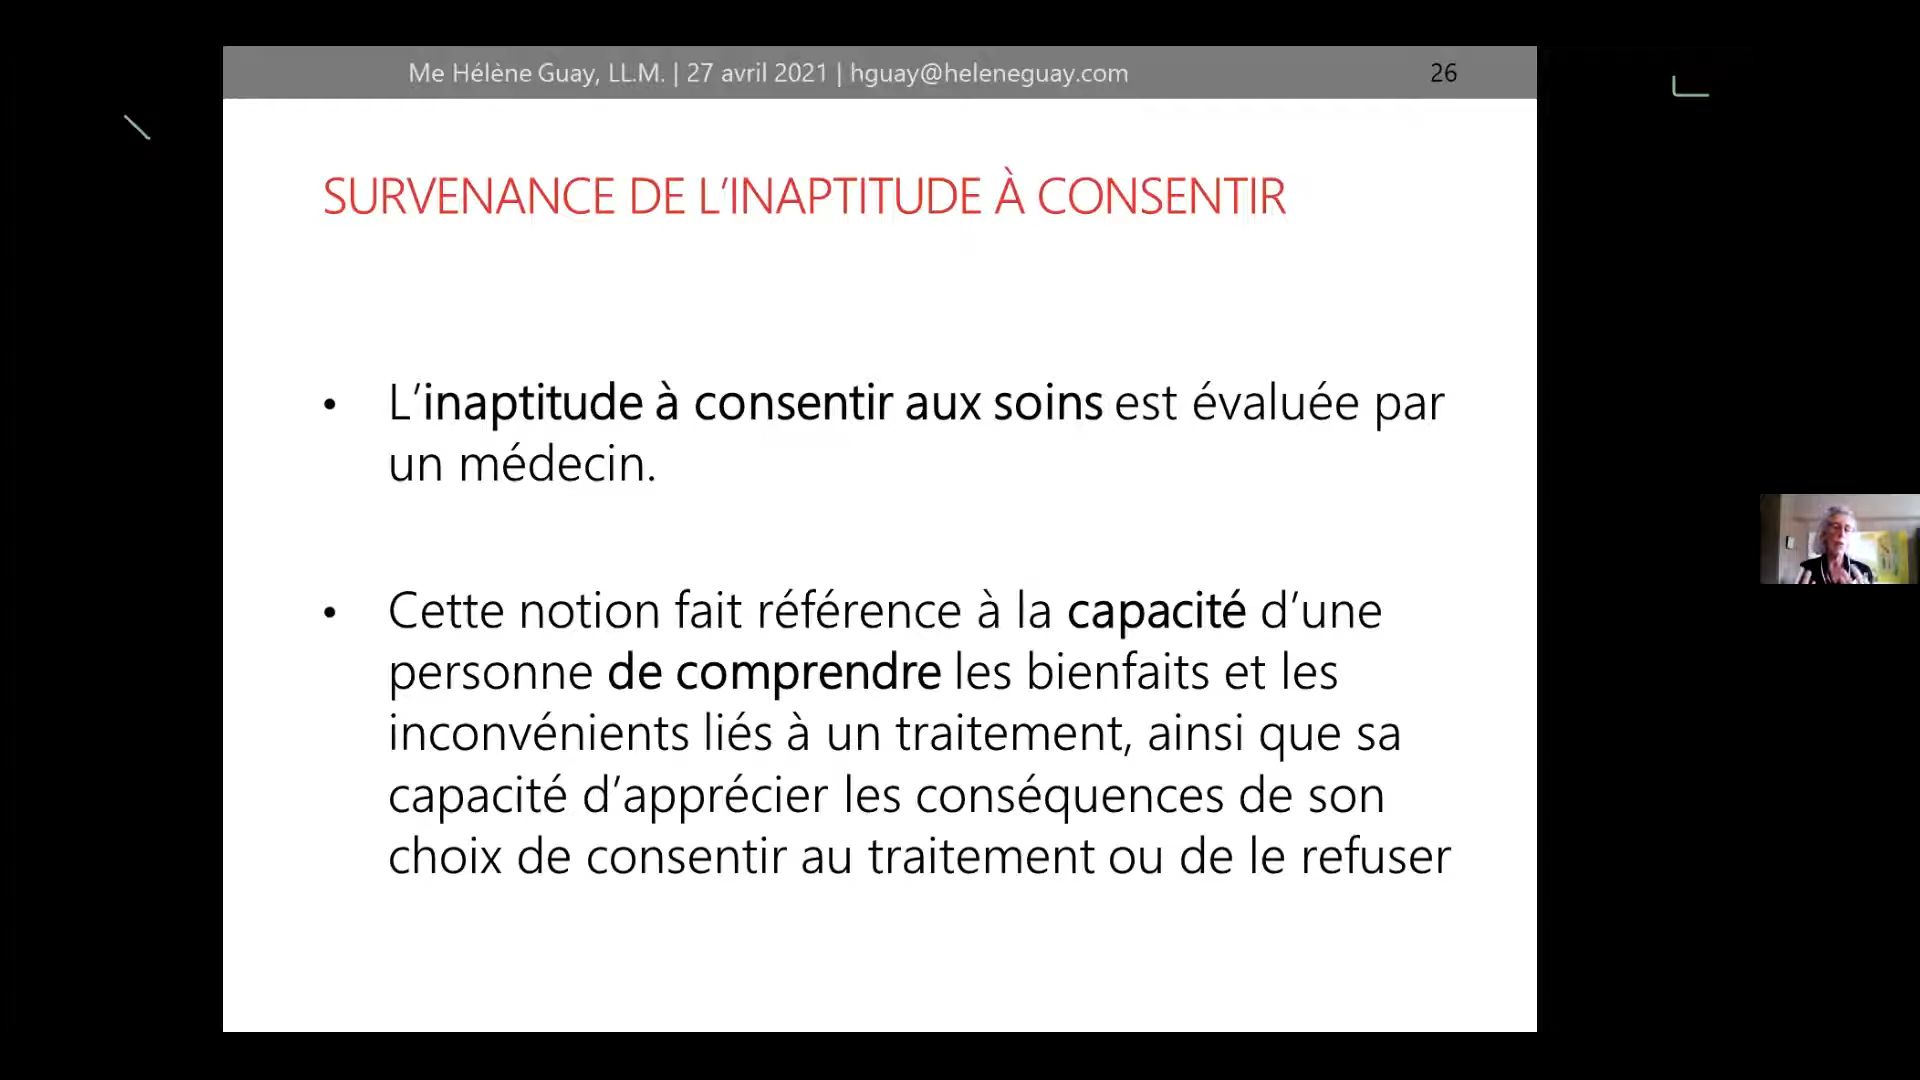 Me Hélène Guay, LL.M. | 27 avril 2021 | hguay@heleneguay.com 26
SURVENANCE DE L’INAPTITUDE À CONSENTIR
• L’inaptitude à consentir aux soins est évaluée par
un médecin.
• Cette notion fait référence à la capacité d’une
personne de comprendre les bienfaits et les
inconvénients liés à un traitement, ainsi que sa
capacité d’apprécier les conséquences de son
choix de consentir au traitement ou de le refuser